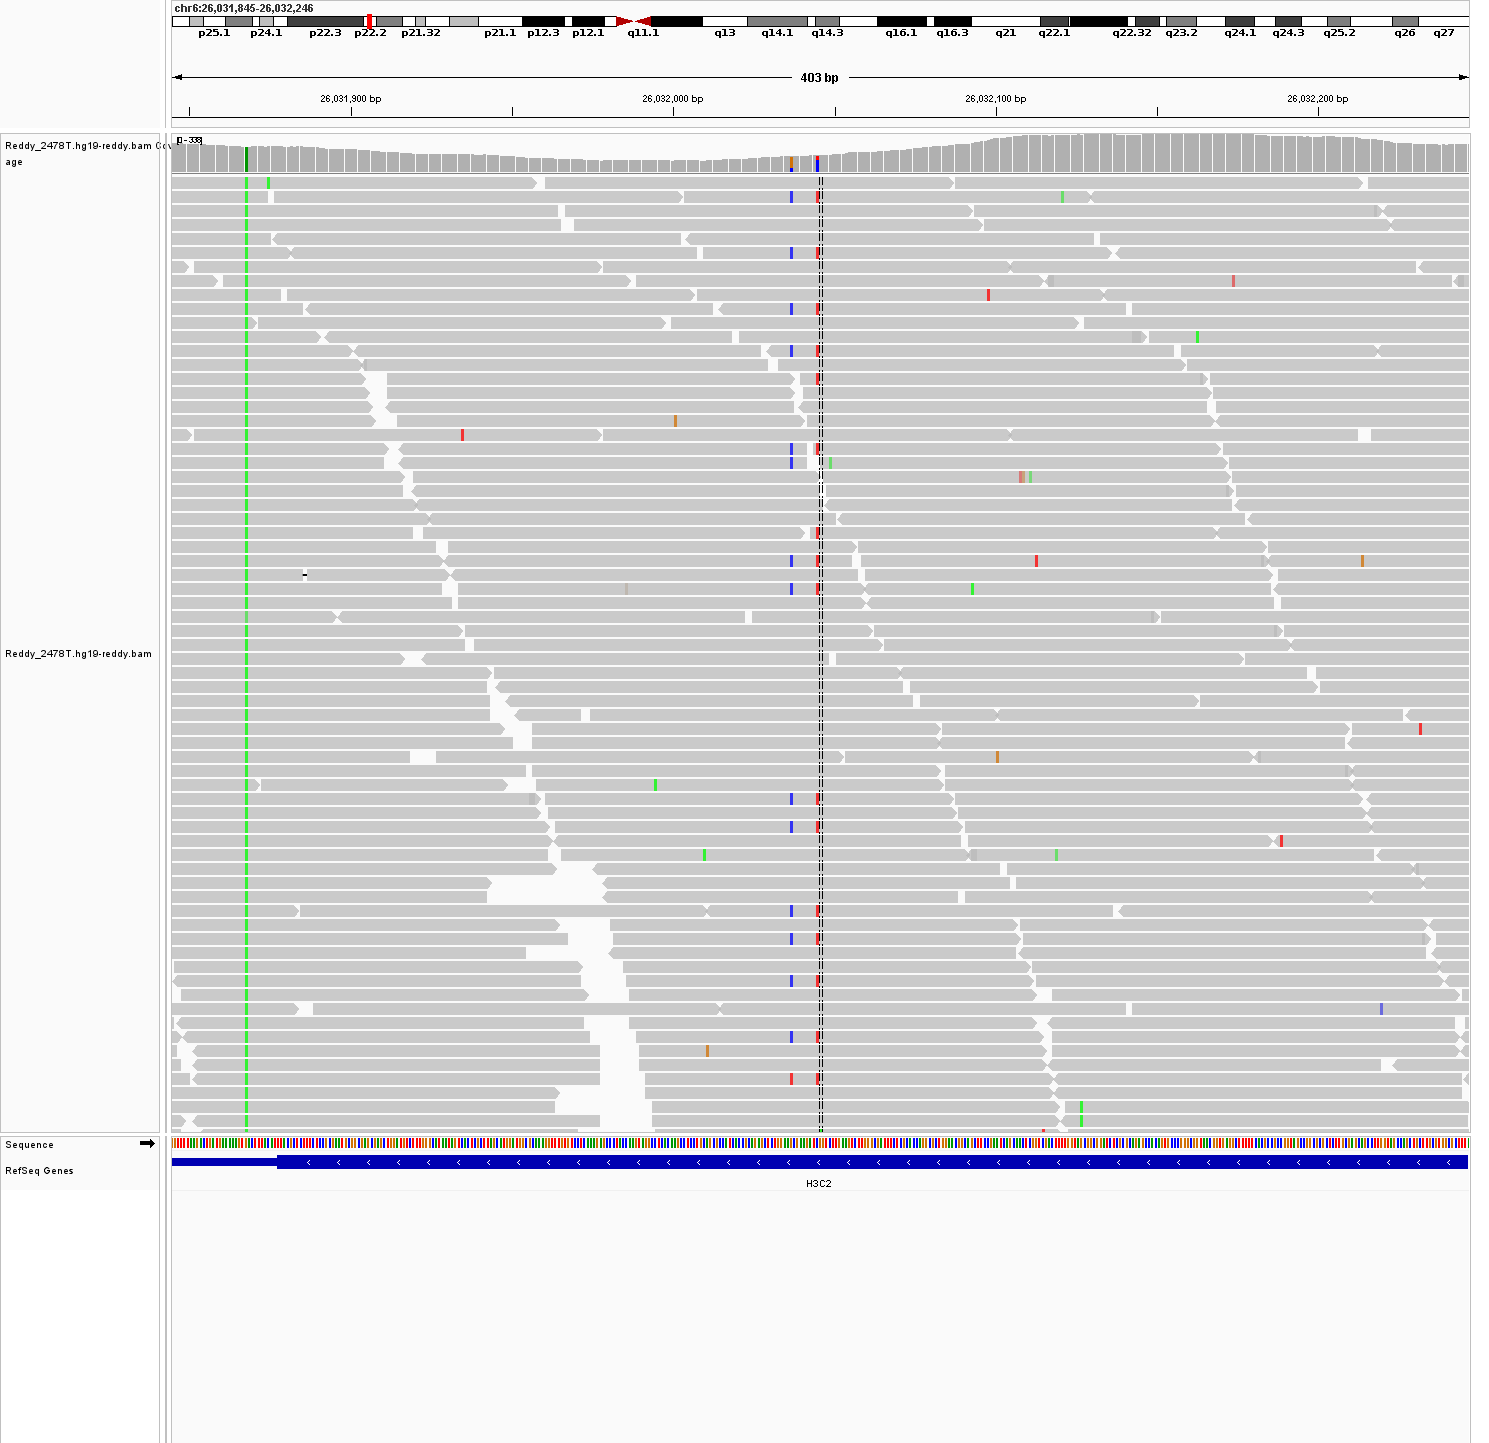 chr6:26,031,845-26,032,246
p25.1 p24.1 p22.3 p22.2 p21.32 p21.1 p12.3 p12.1 q11.1 q13 q14.1 q14.3 q16.1 q16.3 q21 q22.1 q22.32 q23.2 q24.1 q24.3 q25.2 q26 q27
403 bp
26,031,900 bp 26,032,000 bp 26,032,100 bp 26,032,200 bp
[0 - 338]
Reddy_2478T.hg19-reddy.bam Cov
age
Reddy_2478T.hg19-reddy.bam
Sequence
RefSeq Genes
H3C2